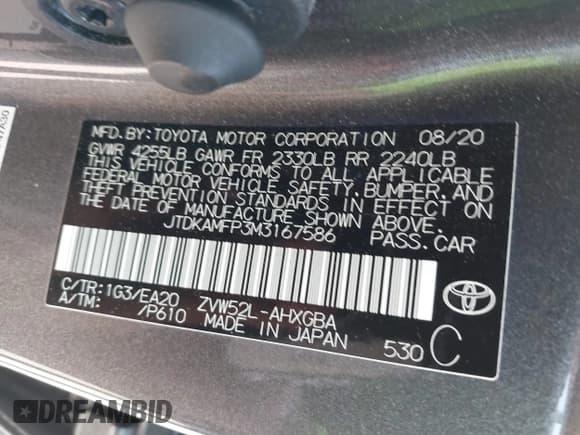 MFD. BY: TOYOTA MOTOR CORPORATION 08/20
GVWR 4255LB GAWR FR 2330LB RR 2240LB
THIS VEHICLE CONFORMS TO ALL APPLICABLE
FEDERAL MOTOR VEHICLE SAFETY, BUMPER, AND
THEFT PREVENTION STANDARDS IN EFFECT ON
THE DATE OF MANUFACTURE SHOWN ABOVE.
JTDKAMFP3M3167586 PASS. CAR
C/TR: 1G3/EA20 ZVW52L-AHXGBA
A/TM: /P610 MADE IN JAPAN
530 C
DREAMBID